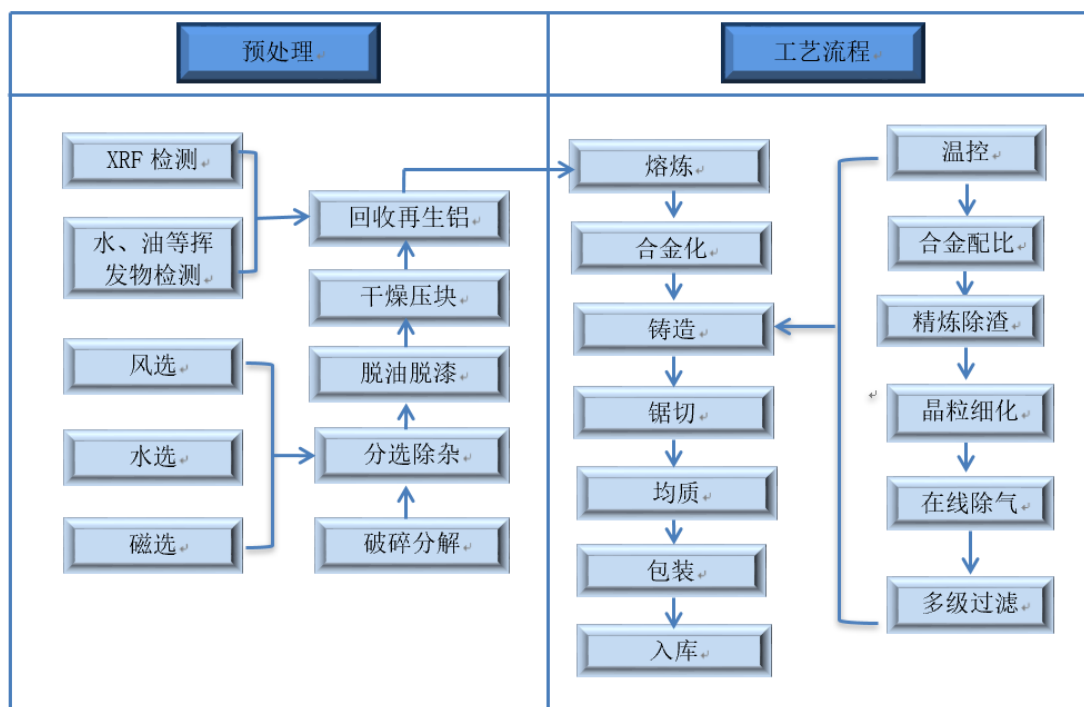 预处理
工艺流程
XRF 检测
水、油等挥
发物检测
风选
水选
磁选
回收再生铝
干燥压块
脱油脱漆
分选除杂
破碎分解
熔炼
合金化
铸造
锯切
均质
包装
入库
温控
合金配比
精炼除渣
晶粒细化
在线除气
多级过滤